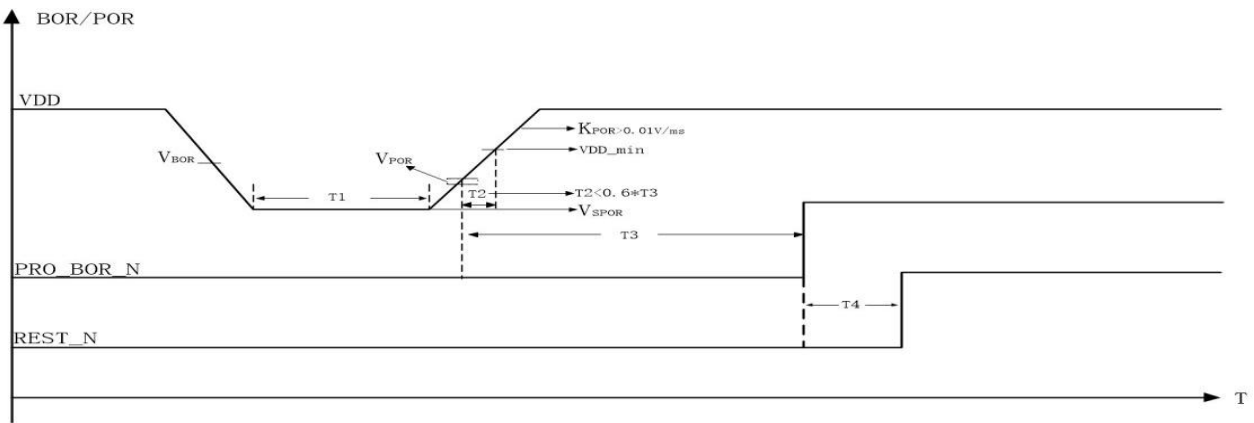 BOR/POR
VDD
KPOR>0.01V/ms
VBOR
VPOR
VDD_min
T1
T2
T2<0.6*T3
VSPOR
T3
PRO_BOR_N
T4
REST_N
T